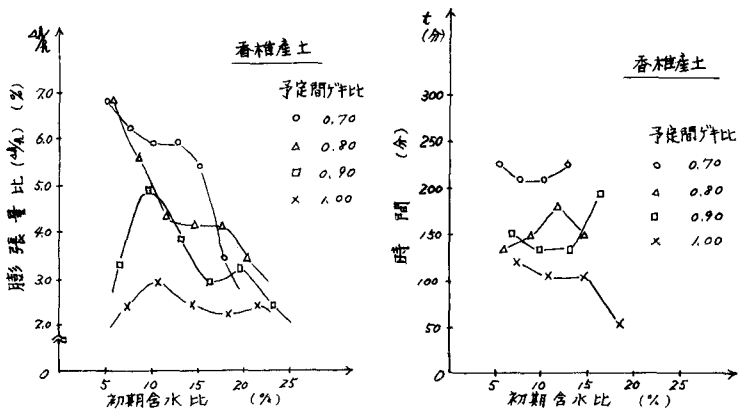 Δh/h
香椎産土
予定間ゲキ比
○ 0.70
△ 0.80
□ 0.90
× 1.00
膨張量比 (Δh/h) (%)
7.0
6.0
5.0
4.0
3.0
2.0
0
5 10 15 20 25
初期含水比 (%)
t
(分)
香椎産土
予定間ゲキ比
○ 0.70
△ 0.80
□ 0.90
× 1.00
時間 (分)
300
250
200
150
100
50
0
5 10 15 20 25
初期含水比 (%)